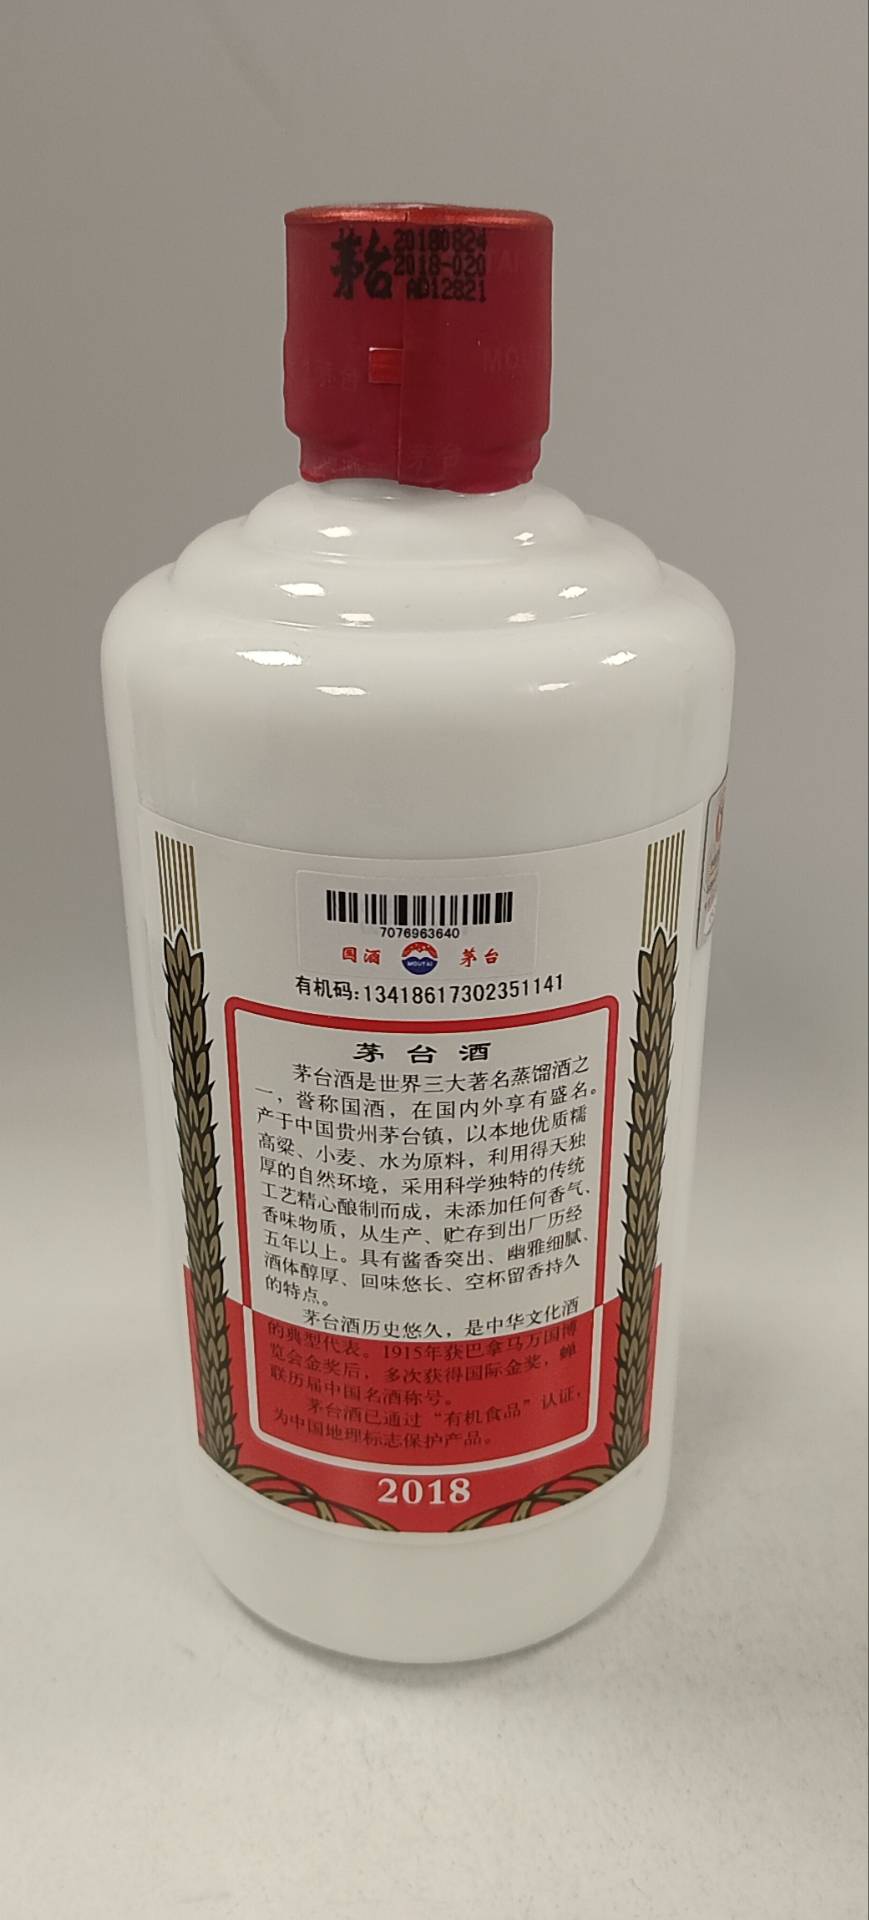 茅台
20180824
2018-020
AD12821
茅台
茅台
7076963640
国酒 MOUTAI 茅台
有机码:13418617302351141
茅台酒
茅台酒是世界三大著名蒸馏酒之
一，誉称国酒，在国内外享有盛名。
产于中国贵州茅台镇，以本地优质糯
高粱、小麦、水为原料，利用得天独
厚的自然环境，采用科学独特的传统
工艺精心酿制而成，未添加任何香气、
香味物质，从生产、贮存到出厂历经
五年以上。具有酱香突出、幽雅细腻、
酒体醇厚、回味悠长、空杯留香持久
的特点。
茅台酒历史悠久，是中华文化酒
的典型代表。1915年获巴拿马万国博
览会金奖后，多次获得国际金奖，蝉
联历届中国名酒称号。
茅台酒已通过“有机食品”认证，
为中国地理标志保护产品。
2018